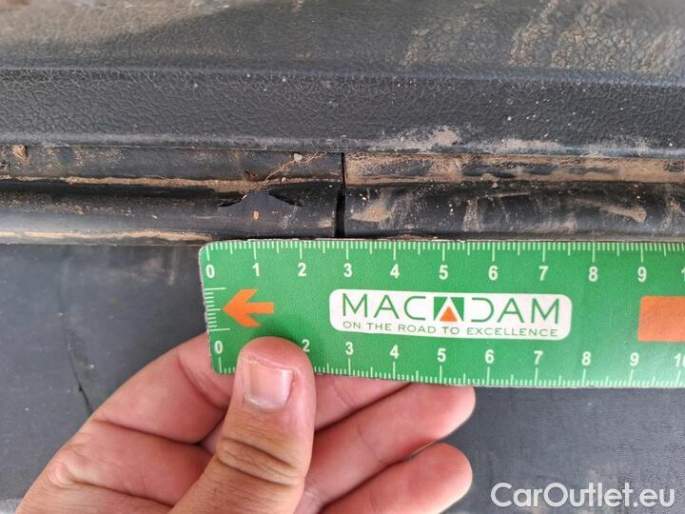 0 1 2 3 4 5 6 7 8 9 1
MACADAM
ON THE ROAD TO EXCELLENCE
0 2 3 4 5 6 7 8 9 10
CarOutlet.eu